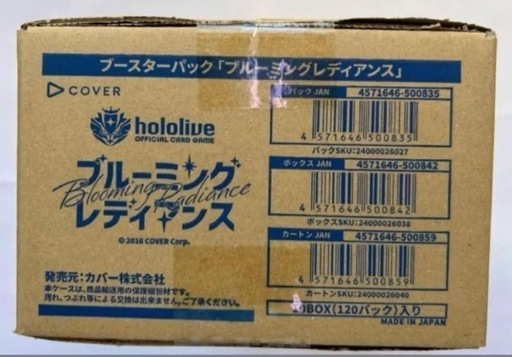 ブースターパック「ブルーミングレディアンス」
COVER
hololive
OFFICIAL CARD GAME
ブルーミング
Blooming Radiance
レディアンス
© 2016 COVER Corp.
発売元：カバー株式会社
本ケースは、商品輸送用の保護梱包材です。
汚れ、つぶれ等による交換は出来ません。ご了承ください。
パック JAN 4571646-500835
4 571646 500835
パックSKU:24000026027
ボックス JAN 4571646-500842
4 571646 500842
ボックスSKU:24000026038
カートン JAN 4571646-500859
4 571646 500859
カートンSKU:24000026040
10BOX（120パック）入り
MADE IN JAPAN